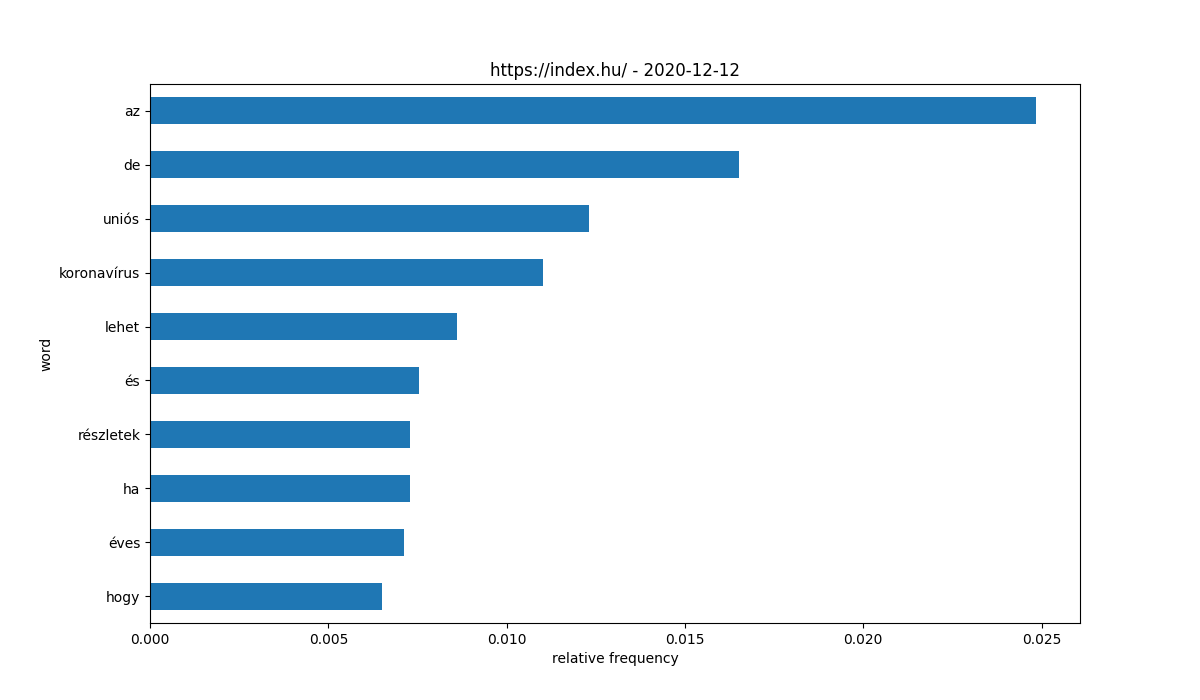 https://index.hu/ - 2020-12-12
az
de
uniós
koronavírus
lehet
és
részletek
ha
éves
hogy
word
0.000 0.005 0.010 0.015 0.020 0.025
relative frequency